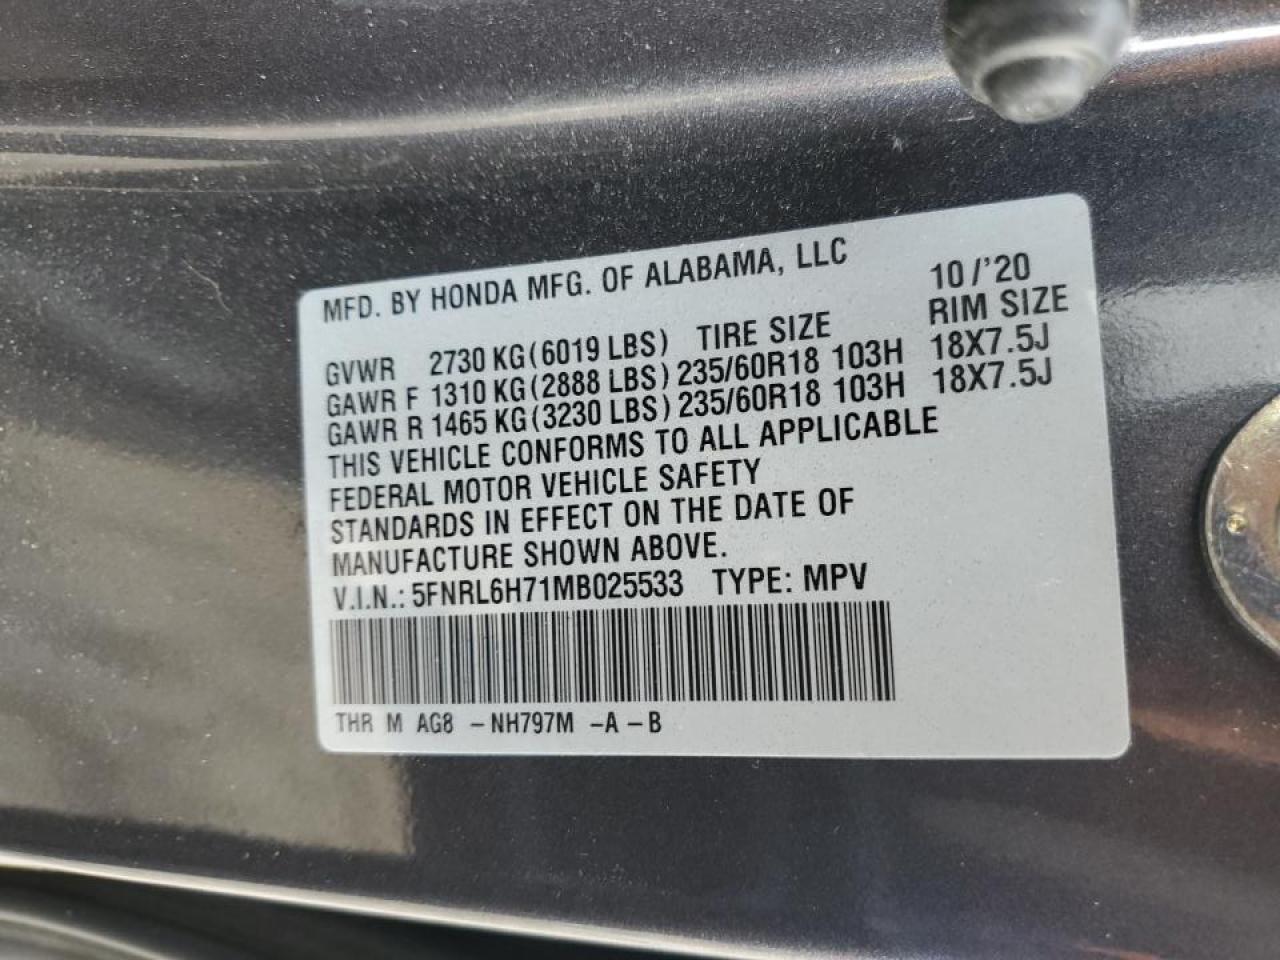 MFD. BY HONDA MFG. OF ALABAMA, LLC 10/'20
GVWR 2730 KG(6019 LBS) TIRE SIZE RIM SIZE
GAWR F 1310 KG(2888 LBS) 235/60R18 103H 18X7.5J
GAWR R 1465 KG(3230 LBS) 235/60R18 103H 18X7.5J
THIS VEHICLE CONFORMS TO ALL APPLICABLE
FEDERAL MOTOR VEHICLE SAFETY
STANDARDS IN EFFECT ON THE DATE OF
MANUFACTURE SHOWN ABOVE.
V.I.N.: 5FNRL6H71MB025533 TYPE: MPV
THR M AG8 -NH797M -A -B